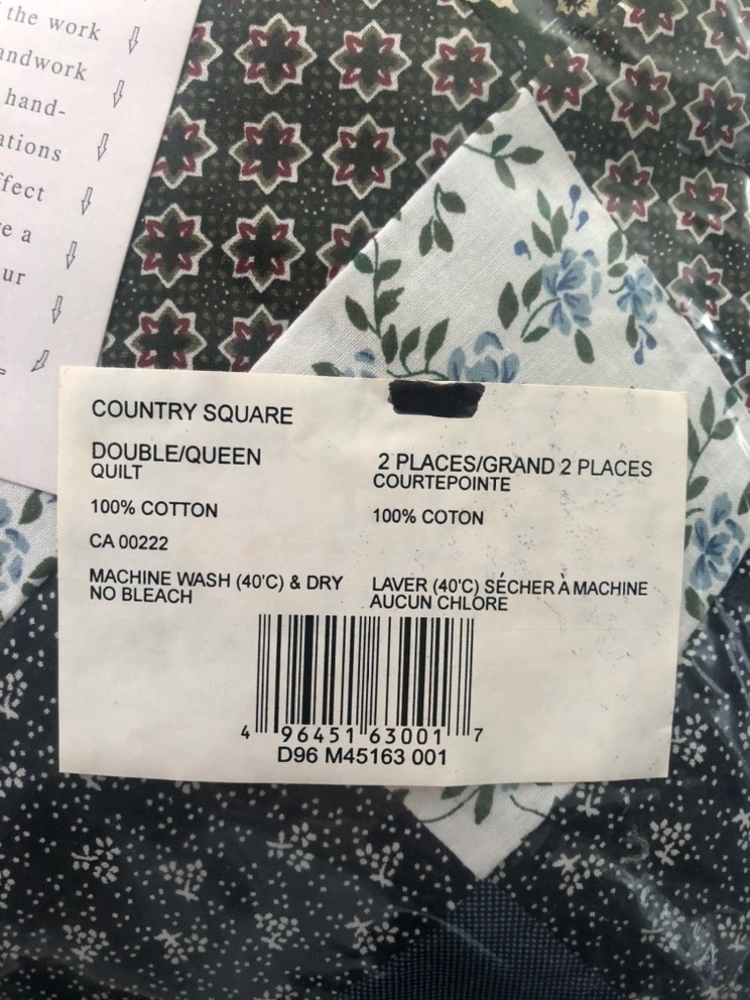 the work
andwork
hand-
ations
ffect
e a
ur
COUNTRY SQUARE
DOUBLE/QUEEN
QUILT
100% COTTON
CA 00222
MACHINE WASH (40'C) & DRY
NO BLEACH
2 PLACES/GRAND 2 PLACES
COURTEPOINTE
100% COTON
LAVER (40'C) SÉCHER À MACHINE
AUCUN CHLORE
4 96451 63001 7
D96 M45163 001